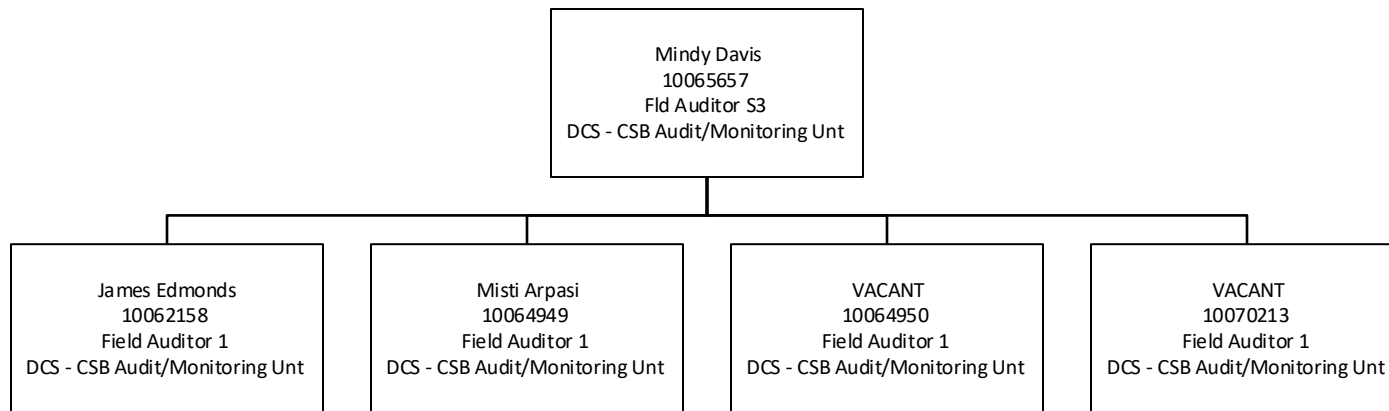 Mindy Davis
10065657
Fld Auditor S3
DCS - CSB Audit/Monitoring Unt
James Edmonds
10062158
Field Auditor 1
DCS - CSB Audit/Monitoring Unt
Misti Arpasi
10064949
Field Auditor 1
DCS - CSB Audit/Monitoring Unt
VACANT
10064950
Field Auditor 1
DCS - CSB Audit/Monitoring Unt
VACANT
10070213
Field Auditor 1
DCS - CSB Audit/Monitoring Unt